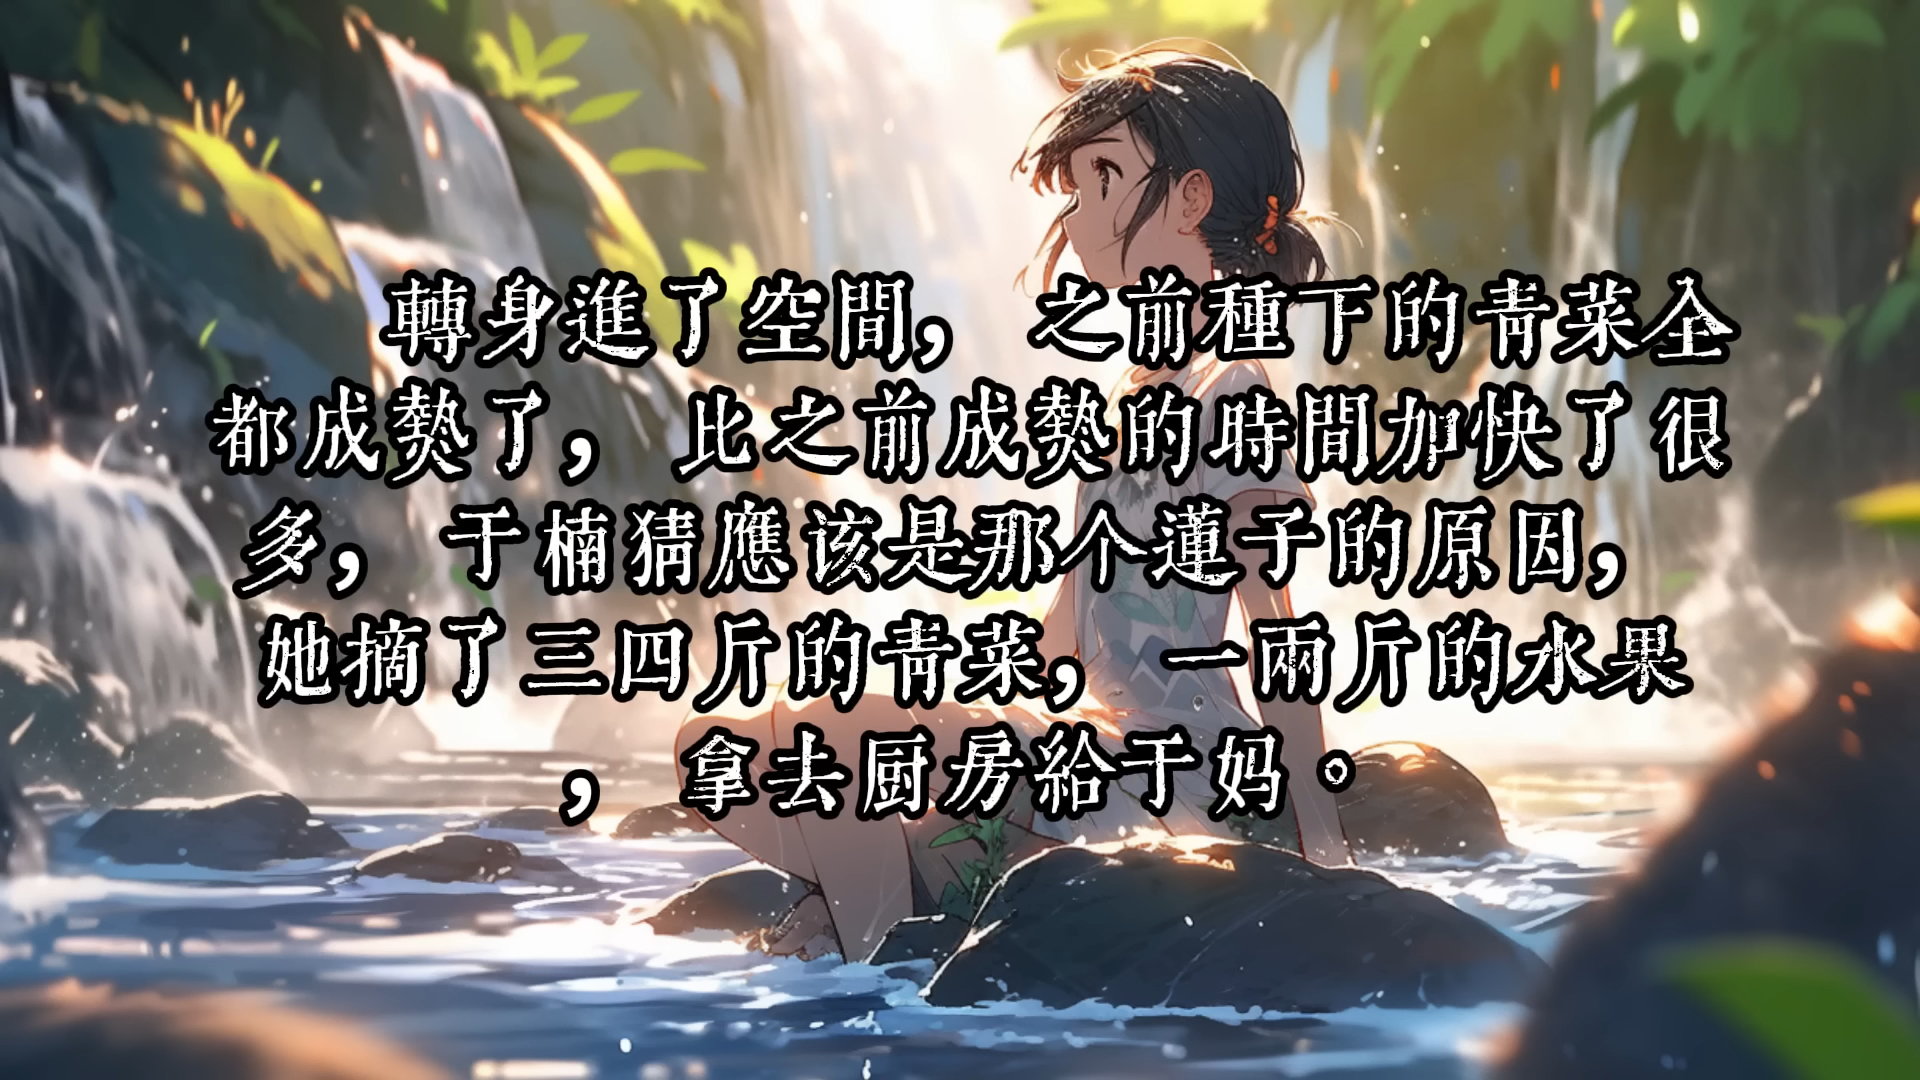 轉身進了空間，之前種下的青菜全
都成熟了，比之前成熟的時間加快了很
多，于楠猜應该是那个蓮子的原因，
她摘了三四斤的青菜，一兩斤的水果
，拿去厨房給于妈。